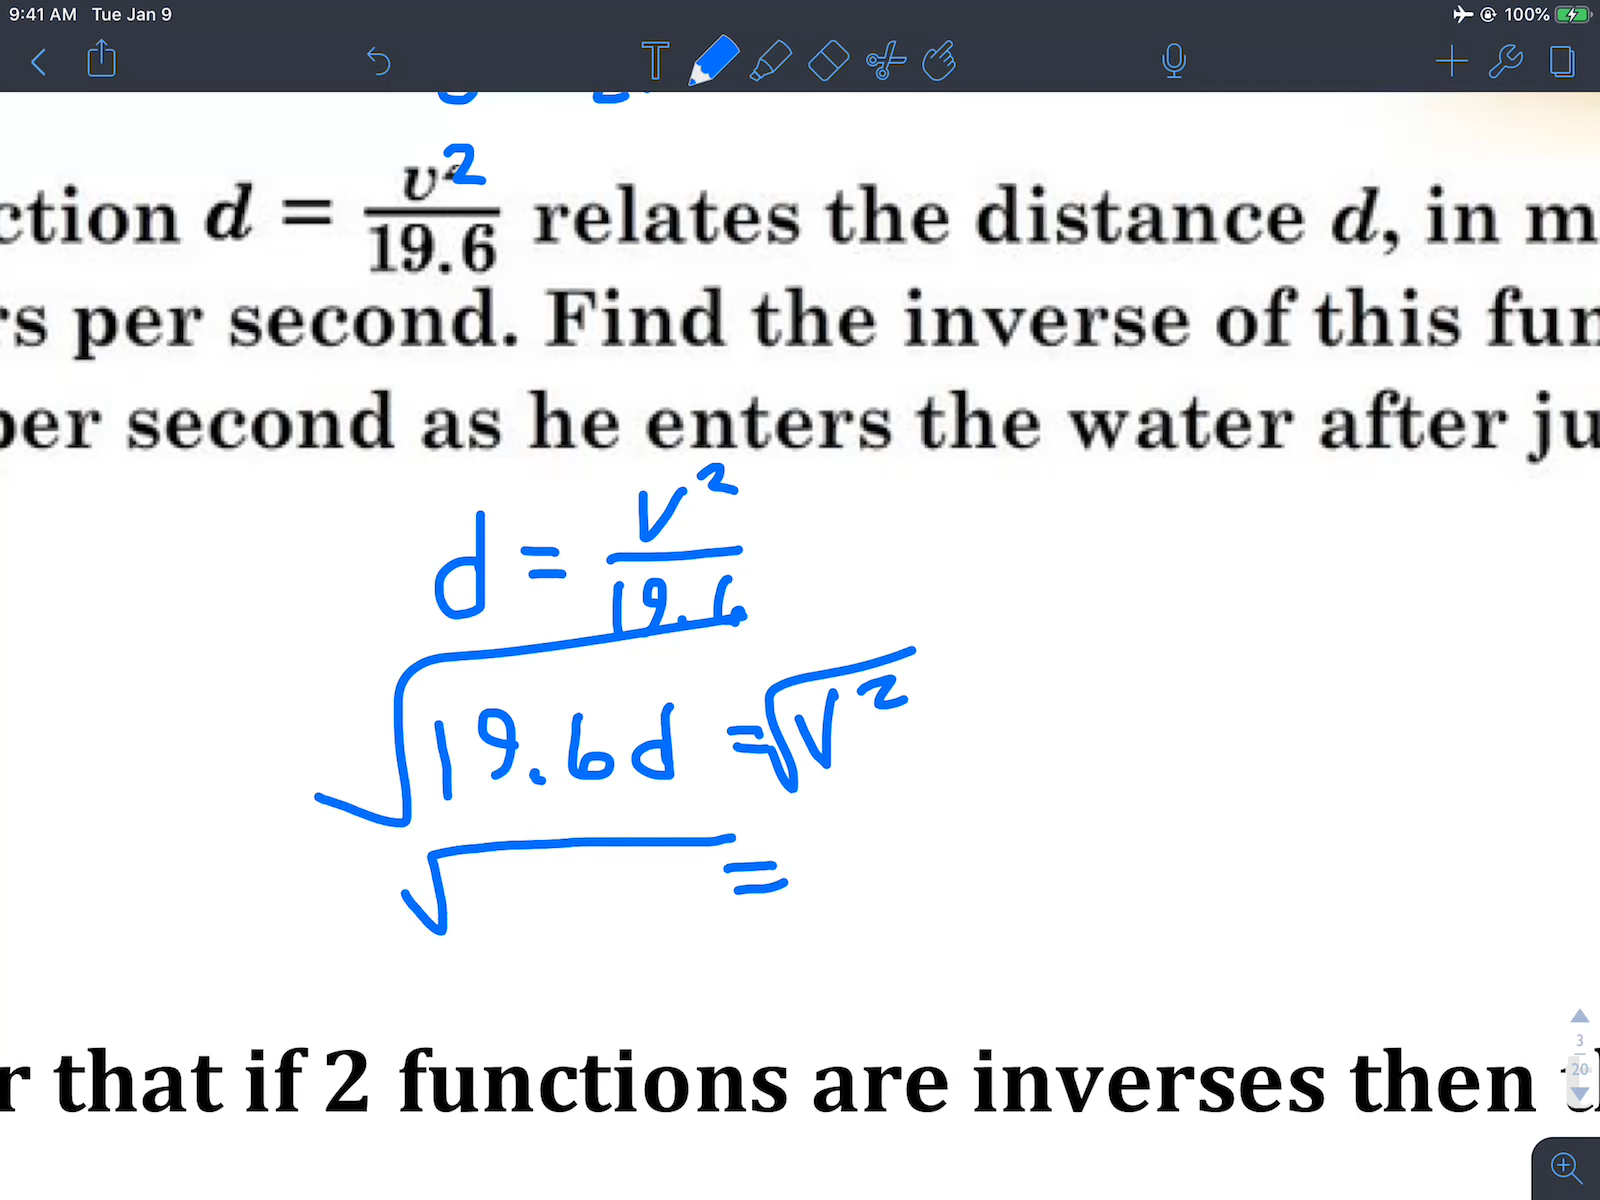 9:41 AM Tue Jan 9 100%
ction d = v²/19.6 relates the distance d, in m
rs per second. Find the inverse of this fun
per second as he enters the water after ju
d = v²/19.6
√19.6d = √v²
√ =
r that if 2 functions are inverses then
3
20